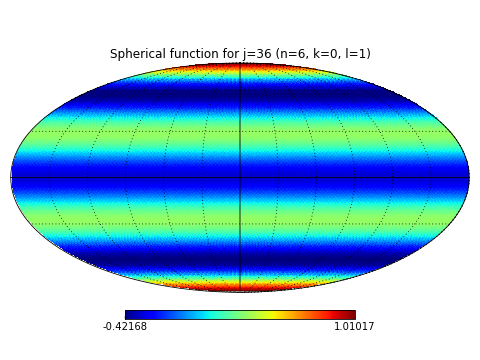 Spherical function for j=36 (n=6, k=0, l=1)
-0.42168 1.01017